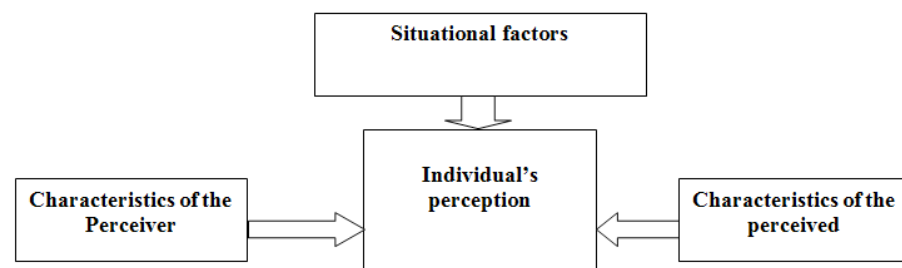 Situational factors
Individual's
perception
Characteristics of the
Perceiver
Characteristics of the
perceived